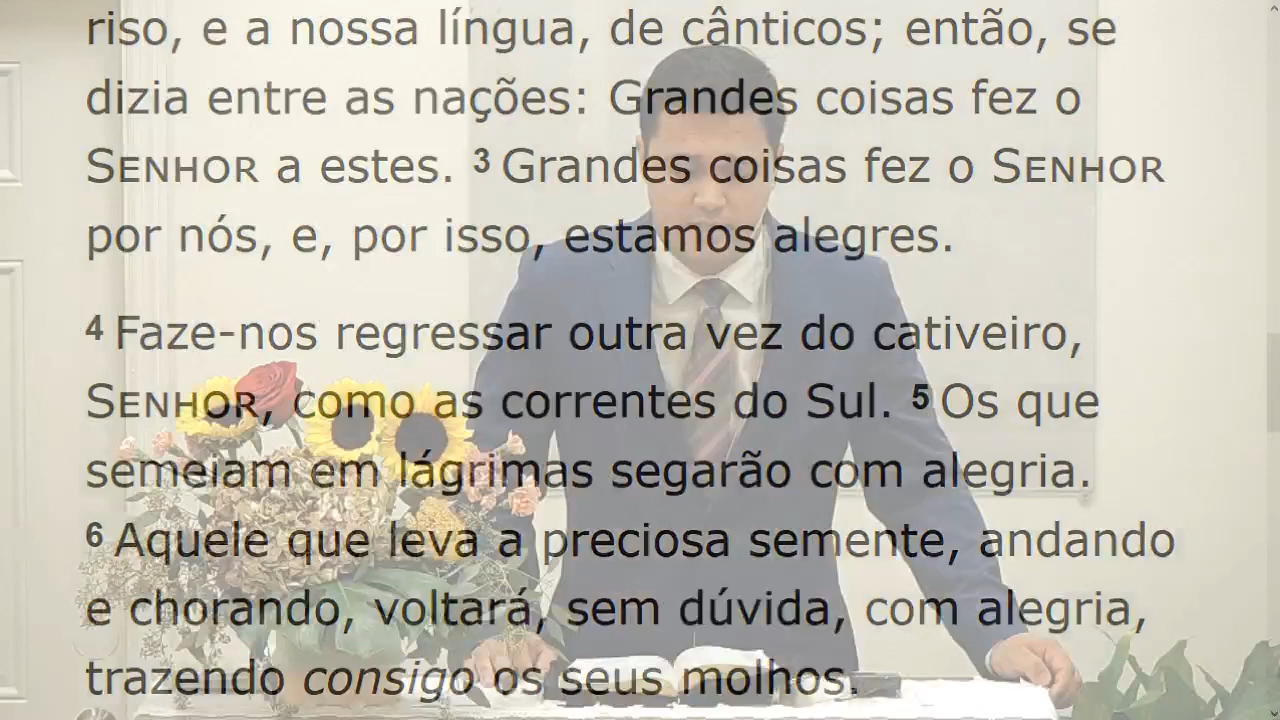 riso, e a nossa língua, de cânticos; então, se
dizia entre as nações: Grandes coisas fez o
SENHOR a estes. 3 Grandes coisas fez o SENHOR
por nós, e, por isso, estamos alegres.
4 Faze-nos regressar outra vez do cativeiro,
SENHOR, como as correntes do Sul. 5 Os que
semeiam em lágrimas segarão com alegria.
6 Aquele que leva a preciosa semente, andando
e chorando, voltará, sem dúvida, com alegria,
trazendo consigo os seus molhos.